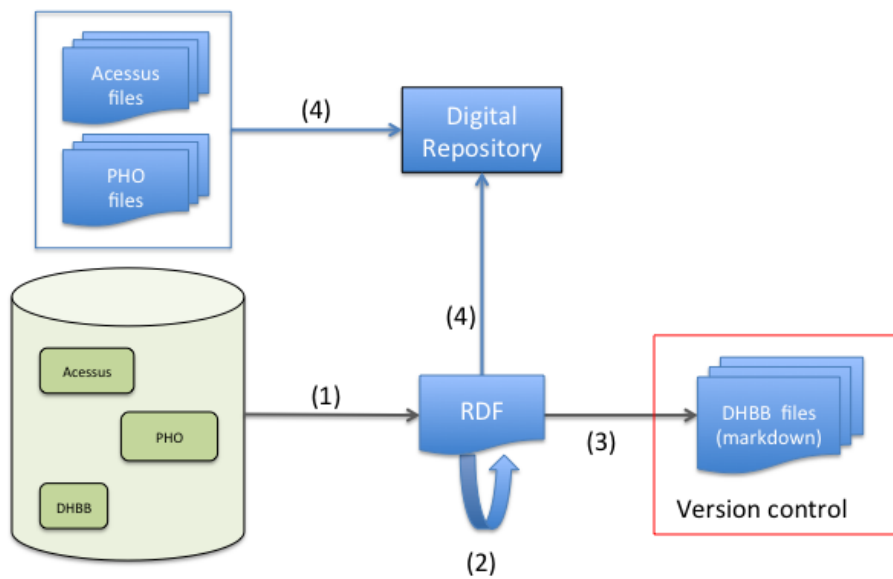 Acessus
files
PHO
files
(4)
Digital
Repository
(4)
Acessus
PHO
DHBB
(1)
RDF
(2)
(3)
DHBB files
(markdown)
Version control